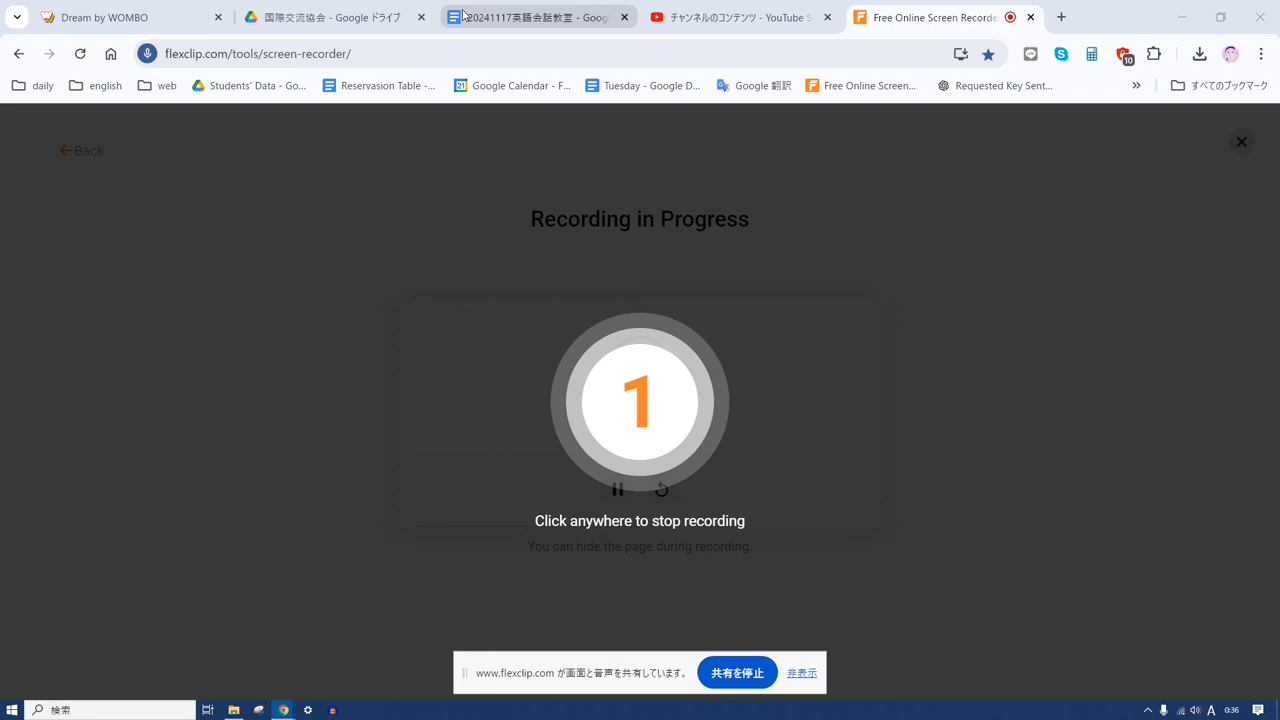 Dream by WOMBO
国際交流協会 - Google ドライブ
20241117英語会話教室 - Goog
チャンネルのコンテンツ - YouTube S
Free Online Screen Recorde
flexclip.com/tools/screen-recorder/
10
daily
english
web
Students' Data - Go...
Reservasion Table -...
Google Calendar - F...
Tuesday - Google D...
Google 翻訳
Free Online Screen...
Requested Key Sent...
»
すべてのブックマーク
Back
Recording in Progress
1
Click anywhere to stop recording
You can hide the page during recording.
www.flexclip.com が画面と音声を共有しています。
共有を停止
非表示
検索
A
0:36